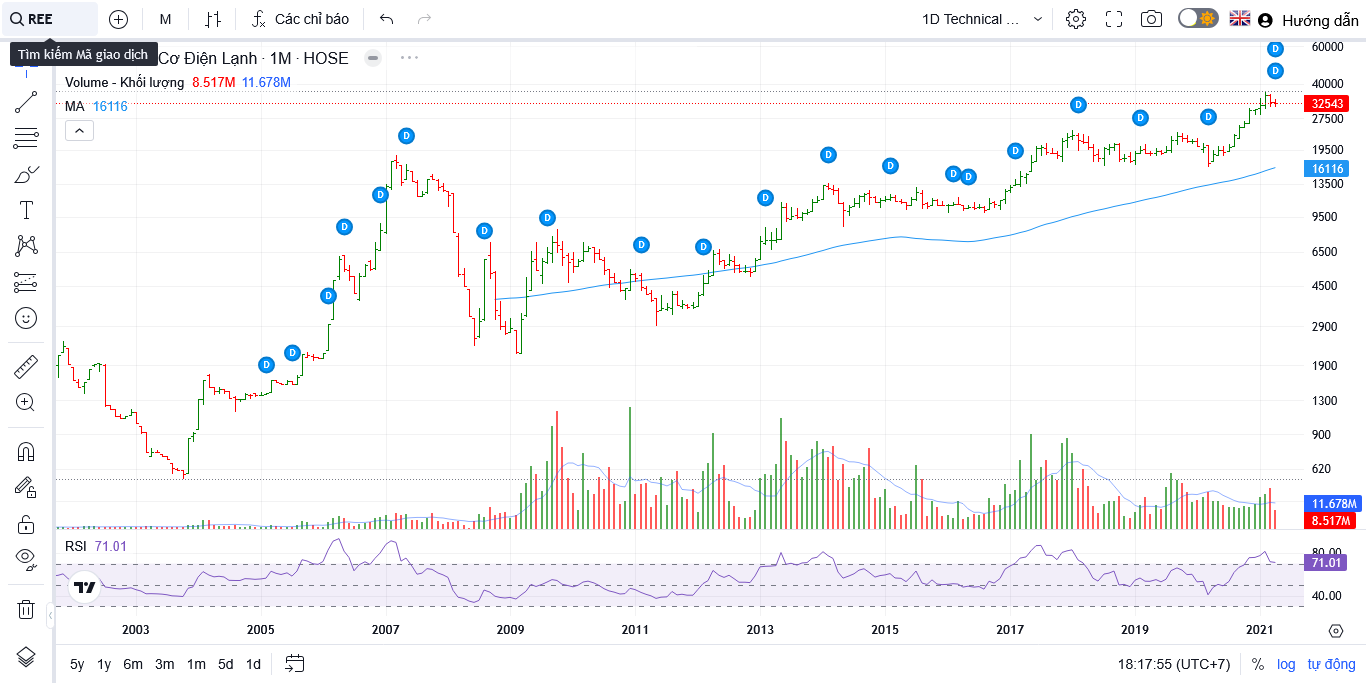 REE M Các chỉ báo 1D Technical ... Hướng dẫn
Tìm kiếm Mã giao dịch
Cơ Điện Lạnh · 1M · HOSE
Volume - Khối lượng 8.517M 11.678M
MA 16116
60000
40000
32543
27500
19500
16116
13500
9500
6500
4500
2900
1900
1300
900
620
11.678M
8.517M
D D D D D D D D D D D D D D D D D D D D D
RSI 71.01
80.00
71.01
40.00
2003 2005 2007 2009 2011 2013 2015 2017 2019 2021
5y 1y 6m 3m 1m 5d 1d 18:17:55 (UTC+7) % log tự động